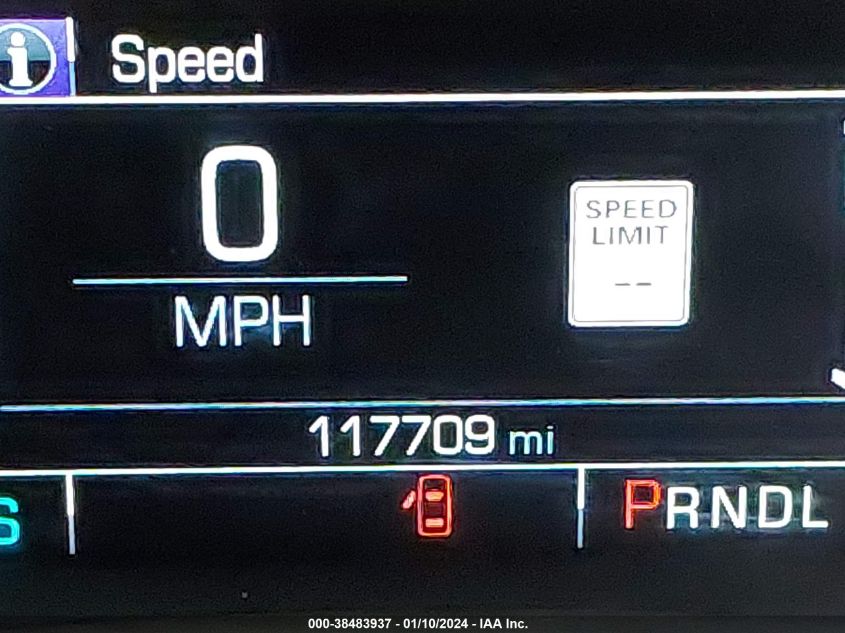 i Speed
0
MPH
SPEED
LIMIT
--
117709 mi
S
PRNDL
000-38483937 - 01/10/2024 - IAA Inc.